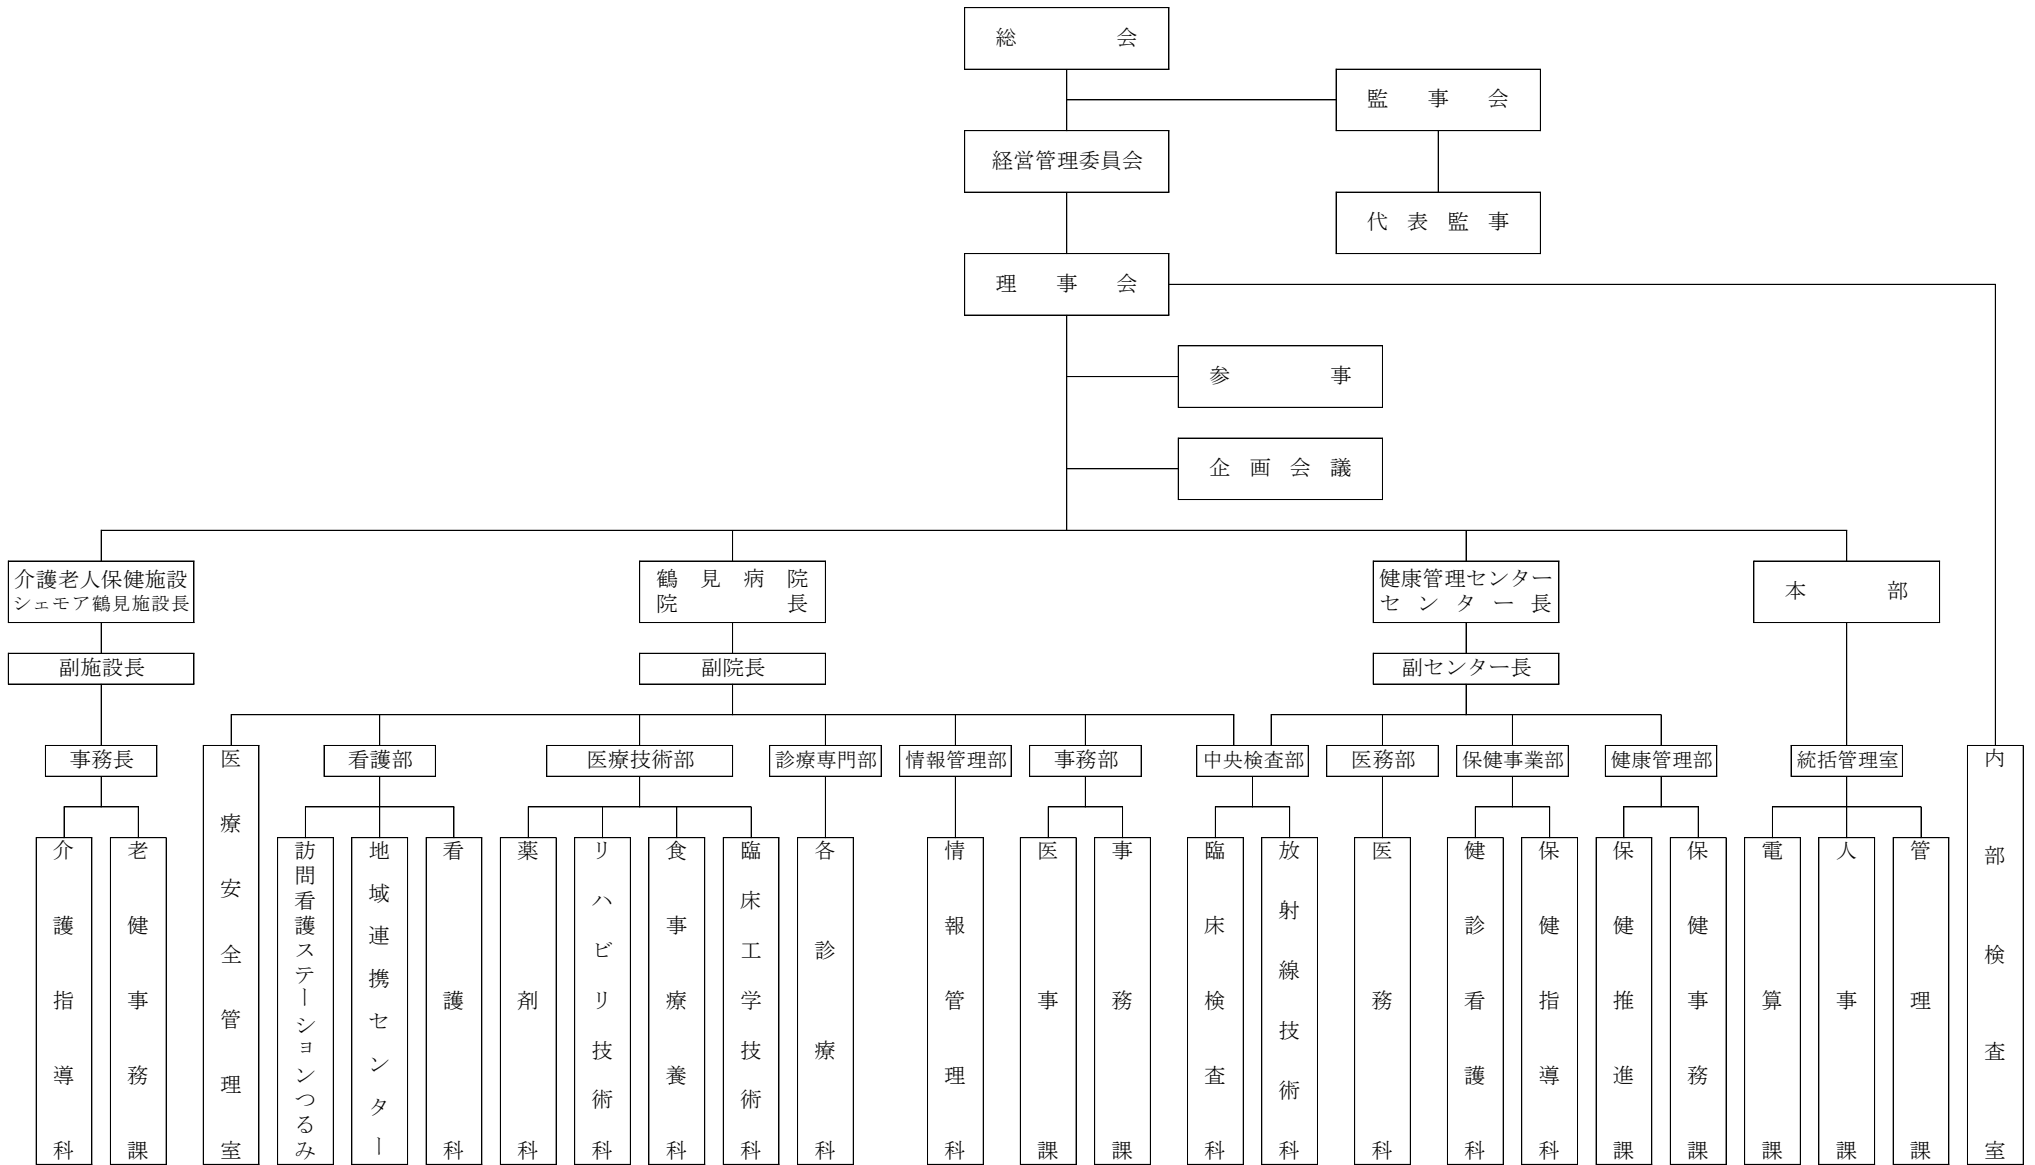 総会
監事会
経営管理委員会
代表監事
理事会
参事
企画会議
介護老人保健施設
シェモア鶴見施設長
鶴見病院
院長
健康管理センター
センター長
本部
副施設長
副院長
副センター長
事務長
医療安全管理室
看護部
医療技術部
診療専門部
情報管理部
事務部
中央検査部
医務部
保健事業部
健康管理部
統括管理室
内部検査室
介護指導科
老健事務課
訪問看護ステーションつるみ
地域連携センター
看護科
薬剤科
リハビリ技術科
食事療養科
臨床工学技術科
各診療科
情報管理科
医事課
事務課
臨床検査科
放射線技術科
医務科
健診看護科
保健指導科
保健推進課
保健事務課
電算課
人事課
管理課